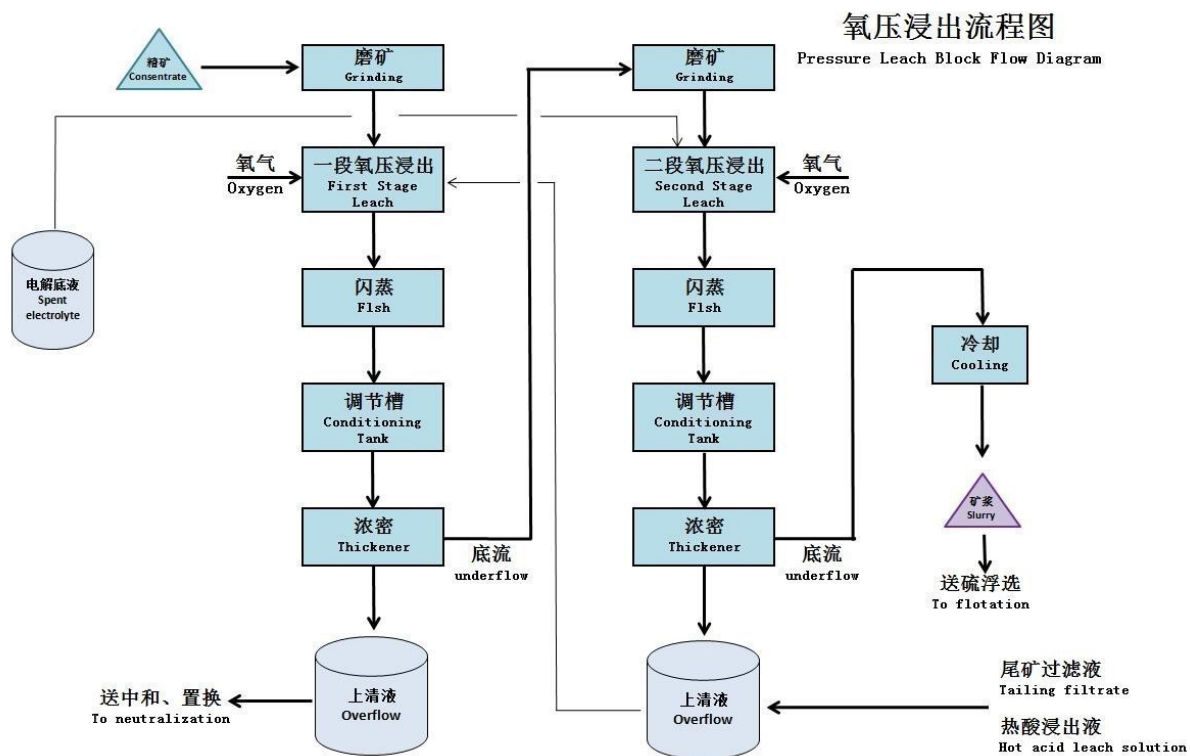 氧压浸出流程图
Pressure Leach Block Flow Diagram
精矿
Consentrate
磨矿
Grinding
磨矿
Grinding
氧气
Oxygen
一段氧压浸出
First Stage
Leach
二段氧压浸出
Second Stage
Leach
氧气
Oxygen
电解底液
Spent
electrolyte
闪蒸
Flsh
闪蒸
Flsh
冷却
Cooling
调节槽
Conditioning
Tank
调节槽
Conditioning
Tank
矿浆
Slurry
浓密
Thickener
底流
underflow
浓密
Thickener
底流
underflow
送硫浮选
To flotation
送中和、置换
To neutralization
上清液
Overflow
上清液
Overflow
尾矿过滤液
Tailing filtrate
热酸浸出液
Hot acid leach solution